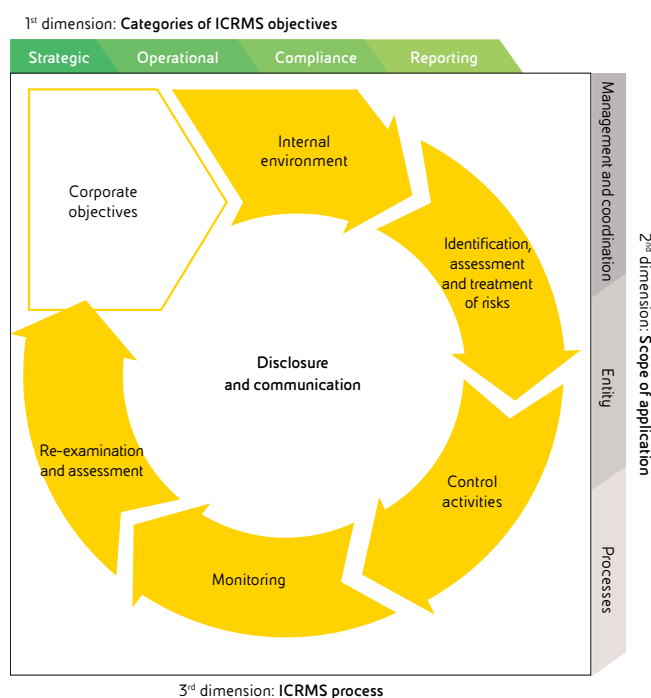 1st dimension: Categories of ICRMS objectives
Strategic
Operational
Compliance
Reporting
Internal
environment
Corporate
objectives
Identification,
assessment
and treatment
of risks
Disclosure
and communication
Re-examination
and assessment
Control
activities
Monitoring
Management and coordination
Entity
Processes
2nd dimension: Scope of application
3rd dimension: ICRMS process